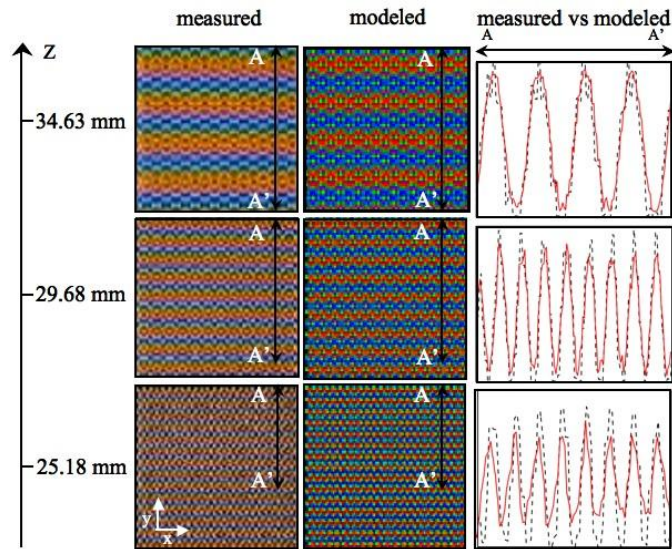 measured modeled measured vs modeled
A A'
Z
A A
34.63 mm
A' A'
A A
29.68 mm
A' A'
A A
25.18 mm
A' A'
y
x